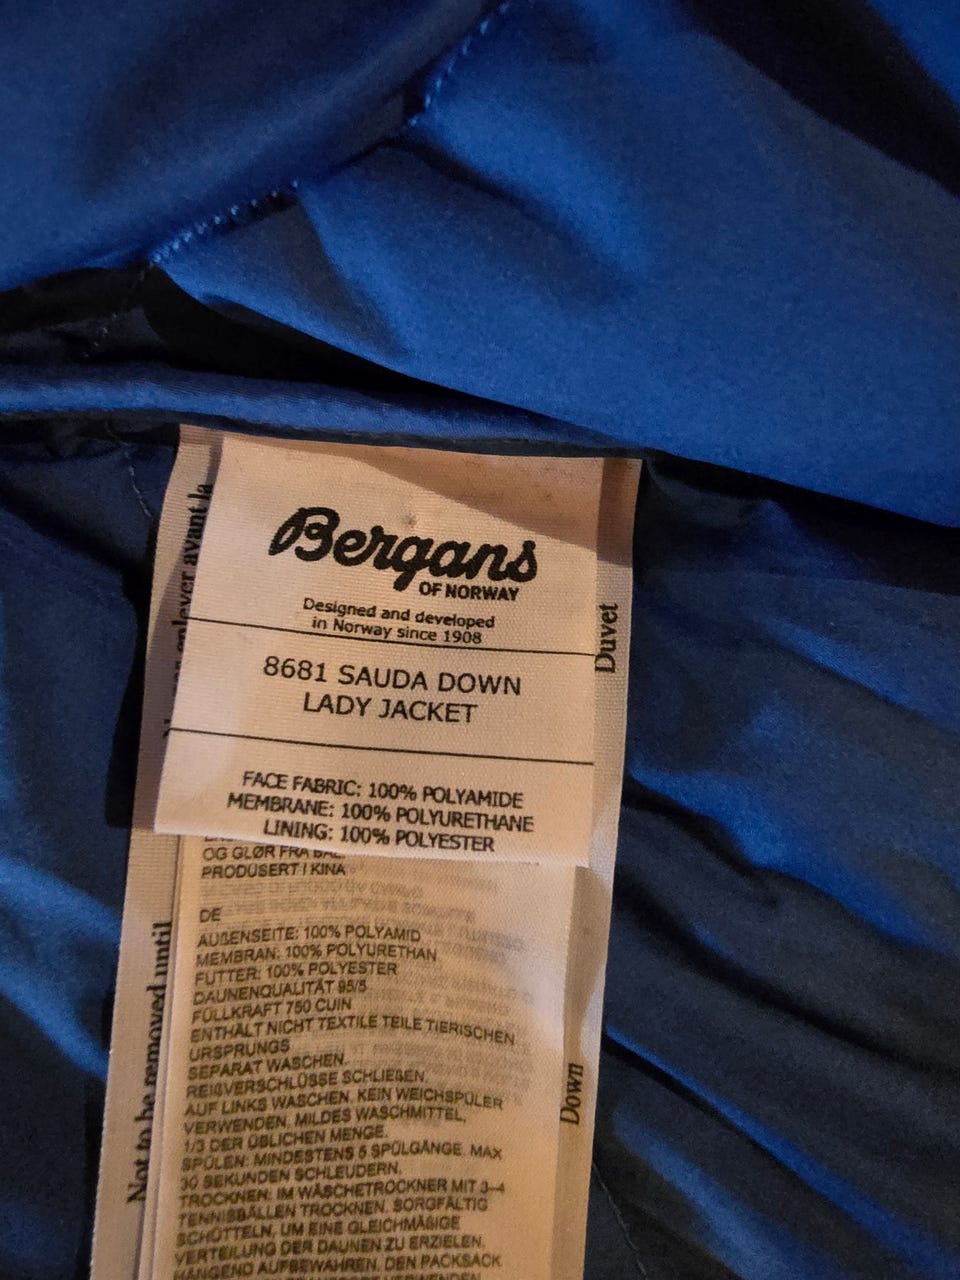 Bergans
OF NORWAY
Designed and developed
in Norway since 1908
8681 SAUDA DOWN
LADY JACKET
FACE FABRIC: 100% POLYAMIDE
MEMBRANE: 100% POLYURETHANE
LINING: 100% POLYESTER
OG GLØR FRA BÅL.
PRODUSERT I KINA
DE
AUßENSEITE: 100% POLYAMID
MEMBRAN: 100% POLYURETHAN
FUTTER: 100% POLYESTER
DAUNENQUALITÄT 95/5
FÜLLKRAFT 750 CUIN
ENTHÄLT NICHT TEXTILE TEILE TIERISCHEN
URSPRUNGS
SEPARAT WASCHEN.
REIßVERSCHLÜSSE SCHLIEßEN,
AUF LINKS WASCHEN. KEIN WEICHSPÜLER
VERWENDEN. MILDES WASCHMITTEL,
1/3 DER ÜBLICHEN MENGE.
SPÜLEN: MINDESTENS 5 SPÜLGÄNGE. MAX
30 SEKUNDEN SCHLEUDERN.
TROCKNEN: IM WÄSCHETROCKNER MIT 3-4
TENNISBÄLLEN TROCKNEN. SORGFÄLTIG
SCHÜTTELN, UM EINE GLEICHMÄßIGE
VERTEILUNG DER DAUNEN ZU ERZIELEN.
HÄNGEND AUFBEWAHREN. DEN PACKSACK
VERWENDEN
enlever avant la
Not to be removed until
Duvet
Down